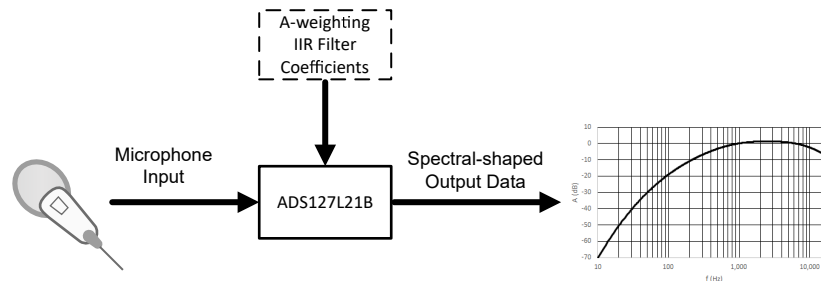 A-weighting
IIR Filter
Coefficients
Microphone
Input
ADS127L21B
Spectral-shaped
Output Data
10
0
-10
-20
-30
-40
-50
-60
-70
A (dB)
10
100
1,000
10,000
f (Hz)